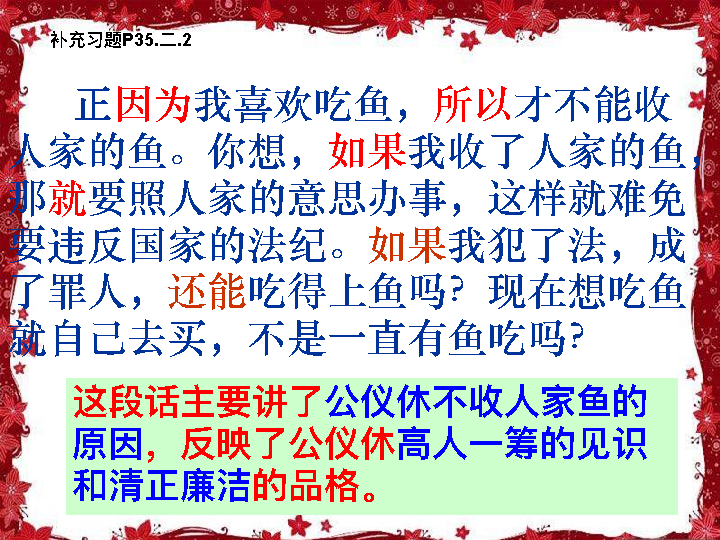 补充习题P35.二.2
正因为我喜欢吃鱼，所以才不能收
人家的鱼。你想，如果我收了人家的鱼，
那就要照人家的意思办事，这样就难免
要违反国家的法纪。如果我犯了法，成
了罪人，还能吃得上鱼吗？现在想吃鱼
就自己去买，不是一直有鱼吃吗？
这段话主要讲了公仪休不收人家鱼的
原因，反映了公仪休高人一筹的见识
和清正廉洁的品格。